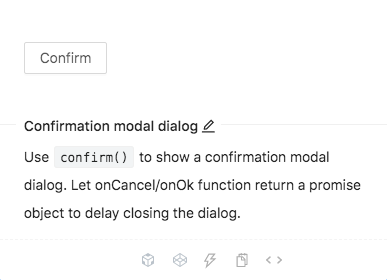 Confirm
Confirmation modal dialog
Use confirm() to show a confirmation modal
dialog. Let onCancel/onOk function return a promise
object to delay closing the dialog.